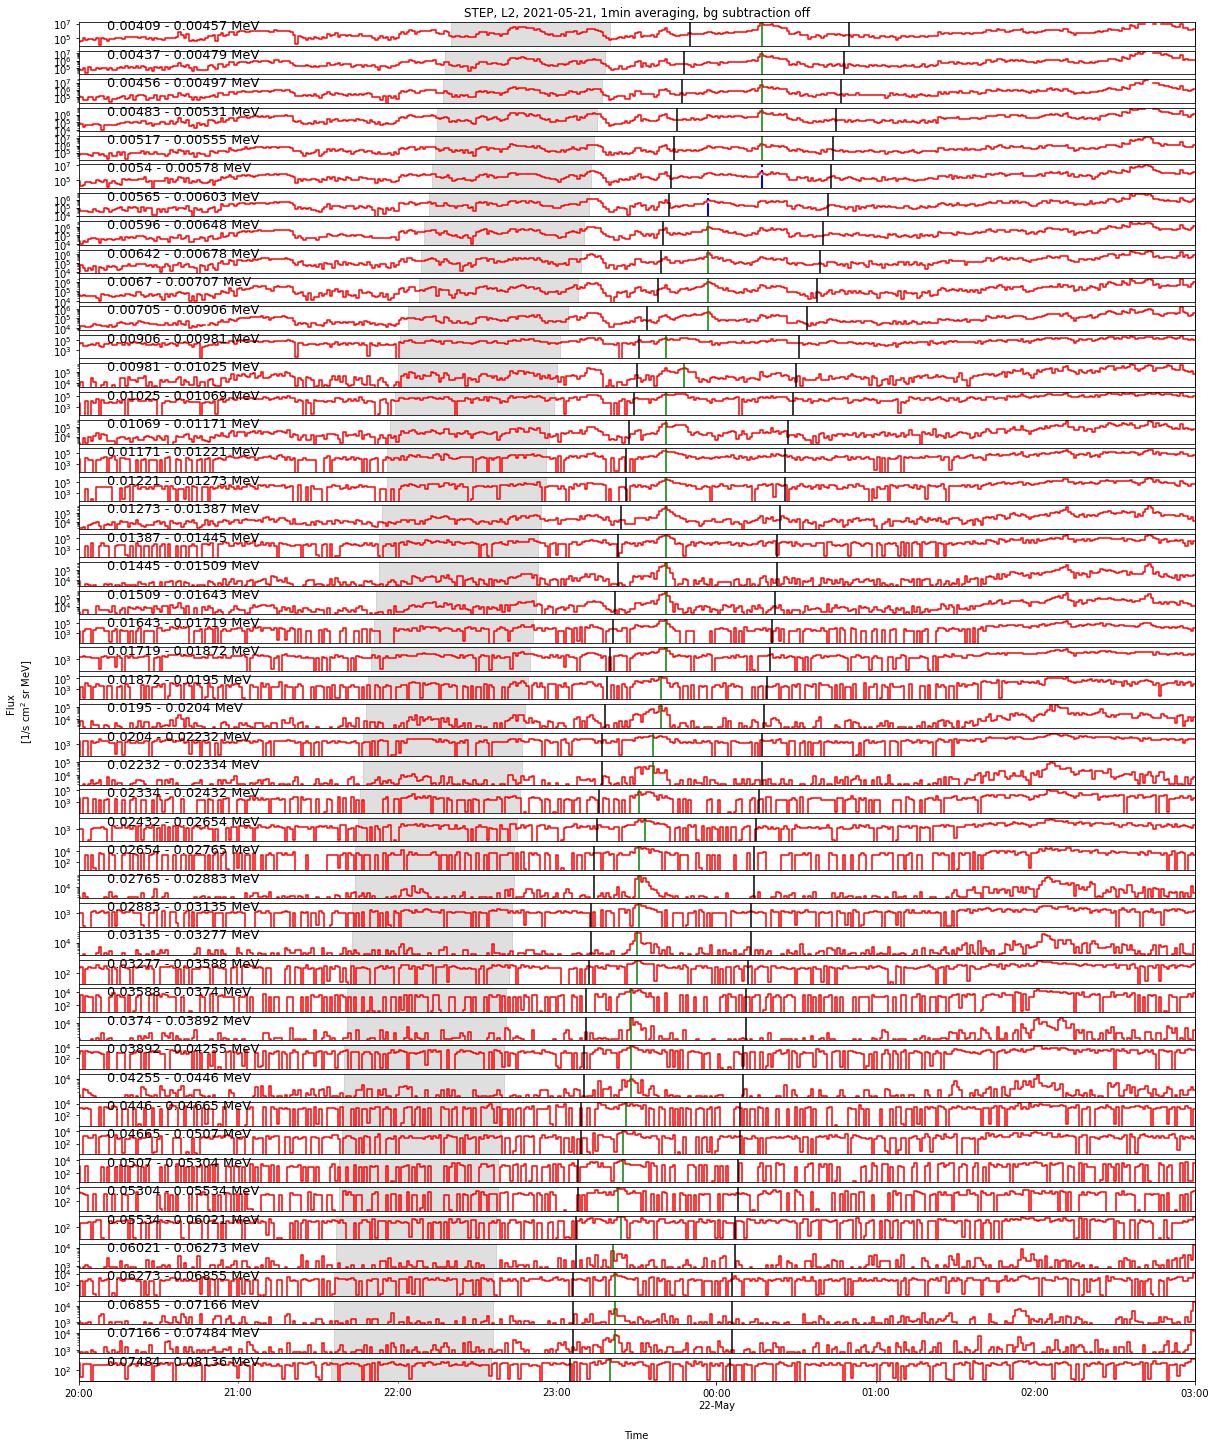 STEP, L2, 2021-05-21, 1min averaging, bg subtraction off
0.00409 - 0.00457 MeV
0.00437 - 0.00479 MeV
0.00456 - 0.00497 MeV
0.00483 - 0.00531 MeV
0.00517 - 0.00555 MeV
0.0054 - 0.00578 MeV
0.00565 - 0.00603 MeV
0.00596 - 0.00648 MeV
0.00642 - 0.00678 MeV
0.0067 - 0.00707 MeV
0.00705 - 0.00906 MeV
0.00906 - 0.00981 MeV
0.00981 - 0.01025 MeV
0.01025 - 0.01069 MeV
0.01069 - 0.01171 MeV
0.01171 - 0.01221 MeV
0.01221 - 0.01273 MeV
0.01273 - 0.01387 MeV
0.01387 - 0.01445 MeV
0.01445 - 0.01509 MeV
0.01509 - 0.01643 MeV
0.01643 - 0.01719 MeV
0.01719 - 0.01872 MeV
0.01872 - 0.0195 MeV
0.0195 - 0.0204 MeV
0.0204 - 0.02232 MeV
0.02232 - 0.02334 MeV
0.02334 - 0.02432 MeV
0.02432 - 0.02654 MeV
0.02654 - 0.02765 MeV
0.02765 - 0.02883 MeV
0.02883 - 0.03135 MeV
0.03135 - 0.03277 MeV
0.03277 - 0.03588 MeV
0.03588 - 0.0374 MeV
0.0374 - 0.03892 MeV
0.03892 - 0.04255 MeV
0.04255 - 0.0446 MeV
0.0446 - 0.04665 MeV
0.04665 - 0.0507 MeV
0.0507 - 0.05304 MeV
0.05304 - 0.05534 MeV
0.05534 - 0.06021 MeV
0.06021 - 0.06273 MeV
0.06273 - 0.06855 MeV
0.06855 - 0.07166 MeV
0.07166 - 0.07484 MeV
0.07484 - 0.08136 MeV
Flux
[1/s cm² sr MeV]
20:00 21:00 22:00 23:00 00:00 01:00 02:00 03:00
22-May
Time